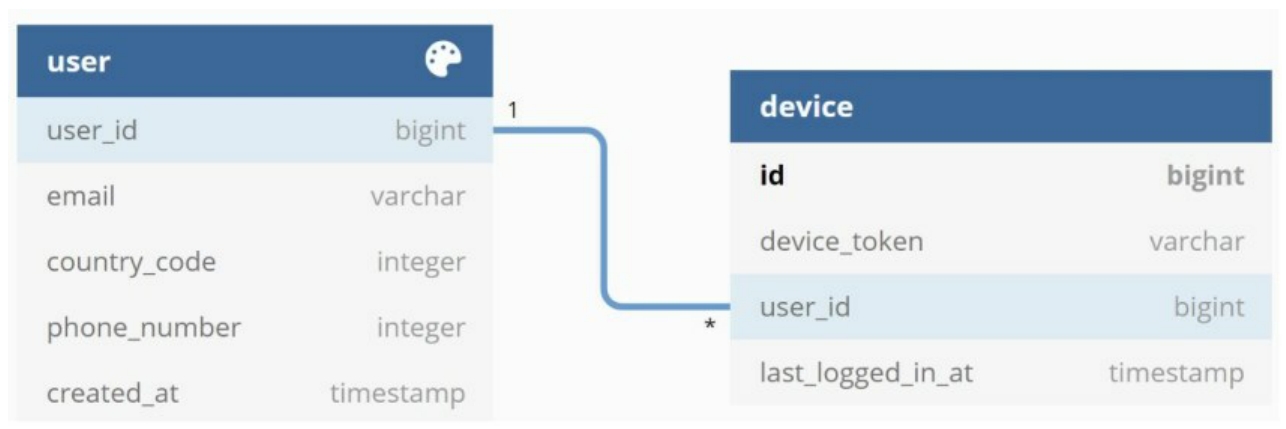 user
user_id bigint
email varchar
country_code integer
phone_number integer
created_at timestamp
1
*
device
id bigint
device_token varchar
user_id bigint
last_logged_in_at timestamp